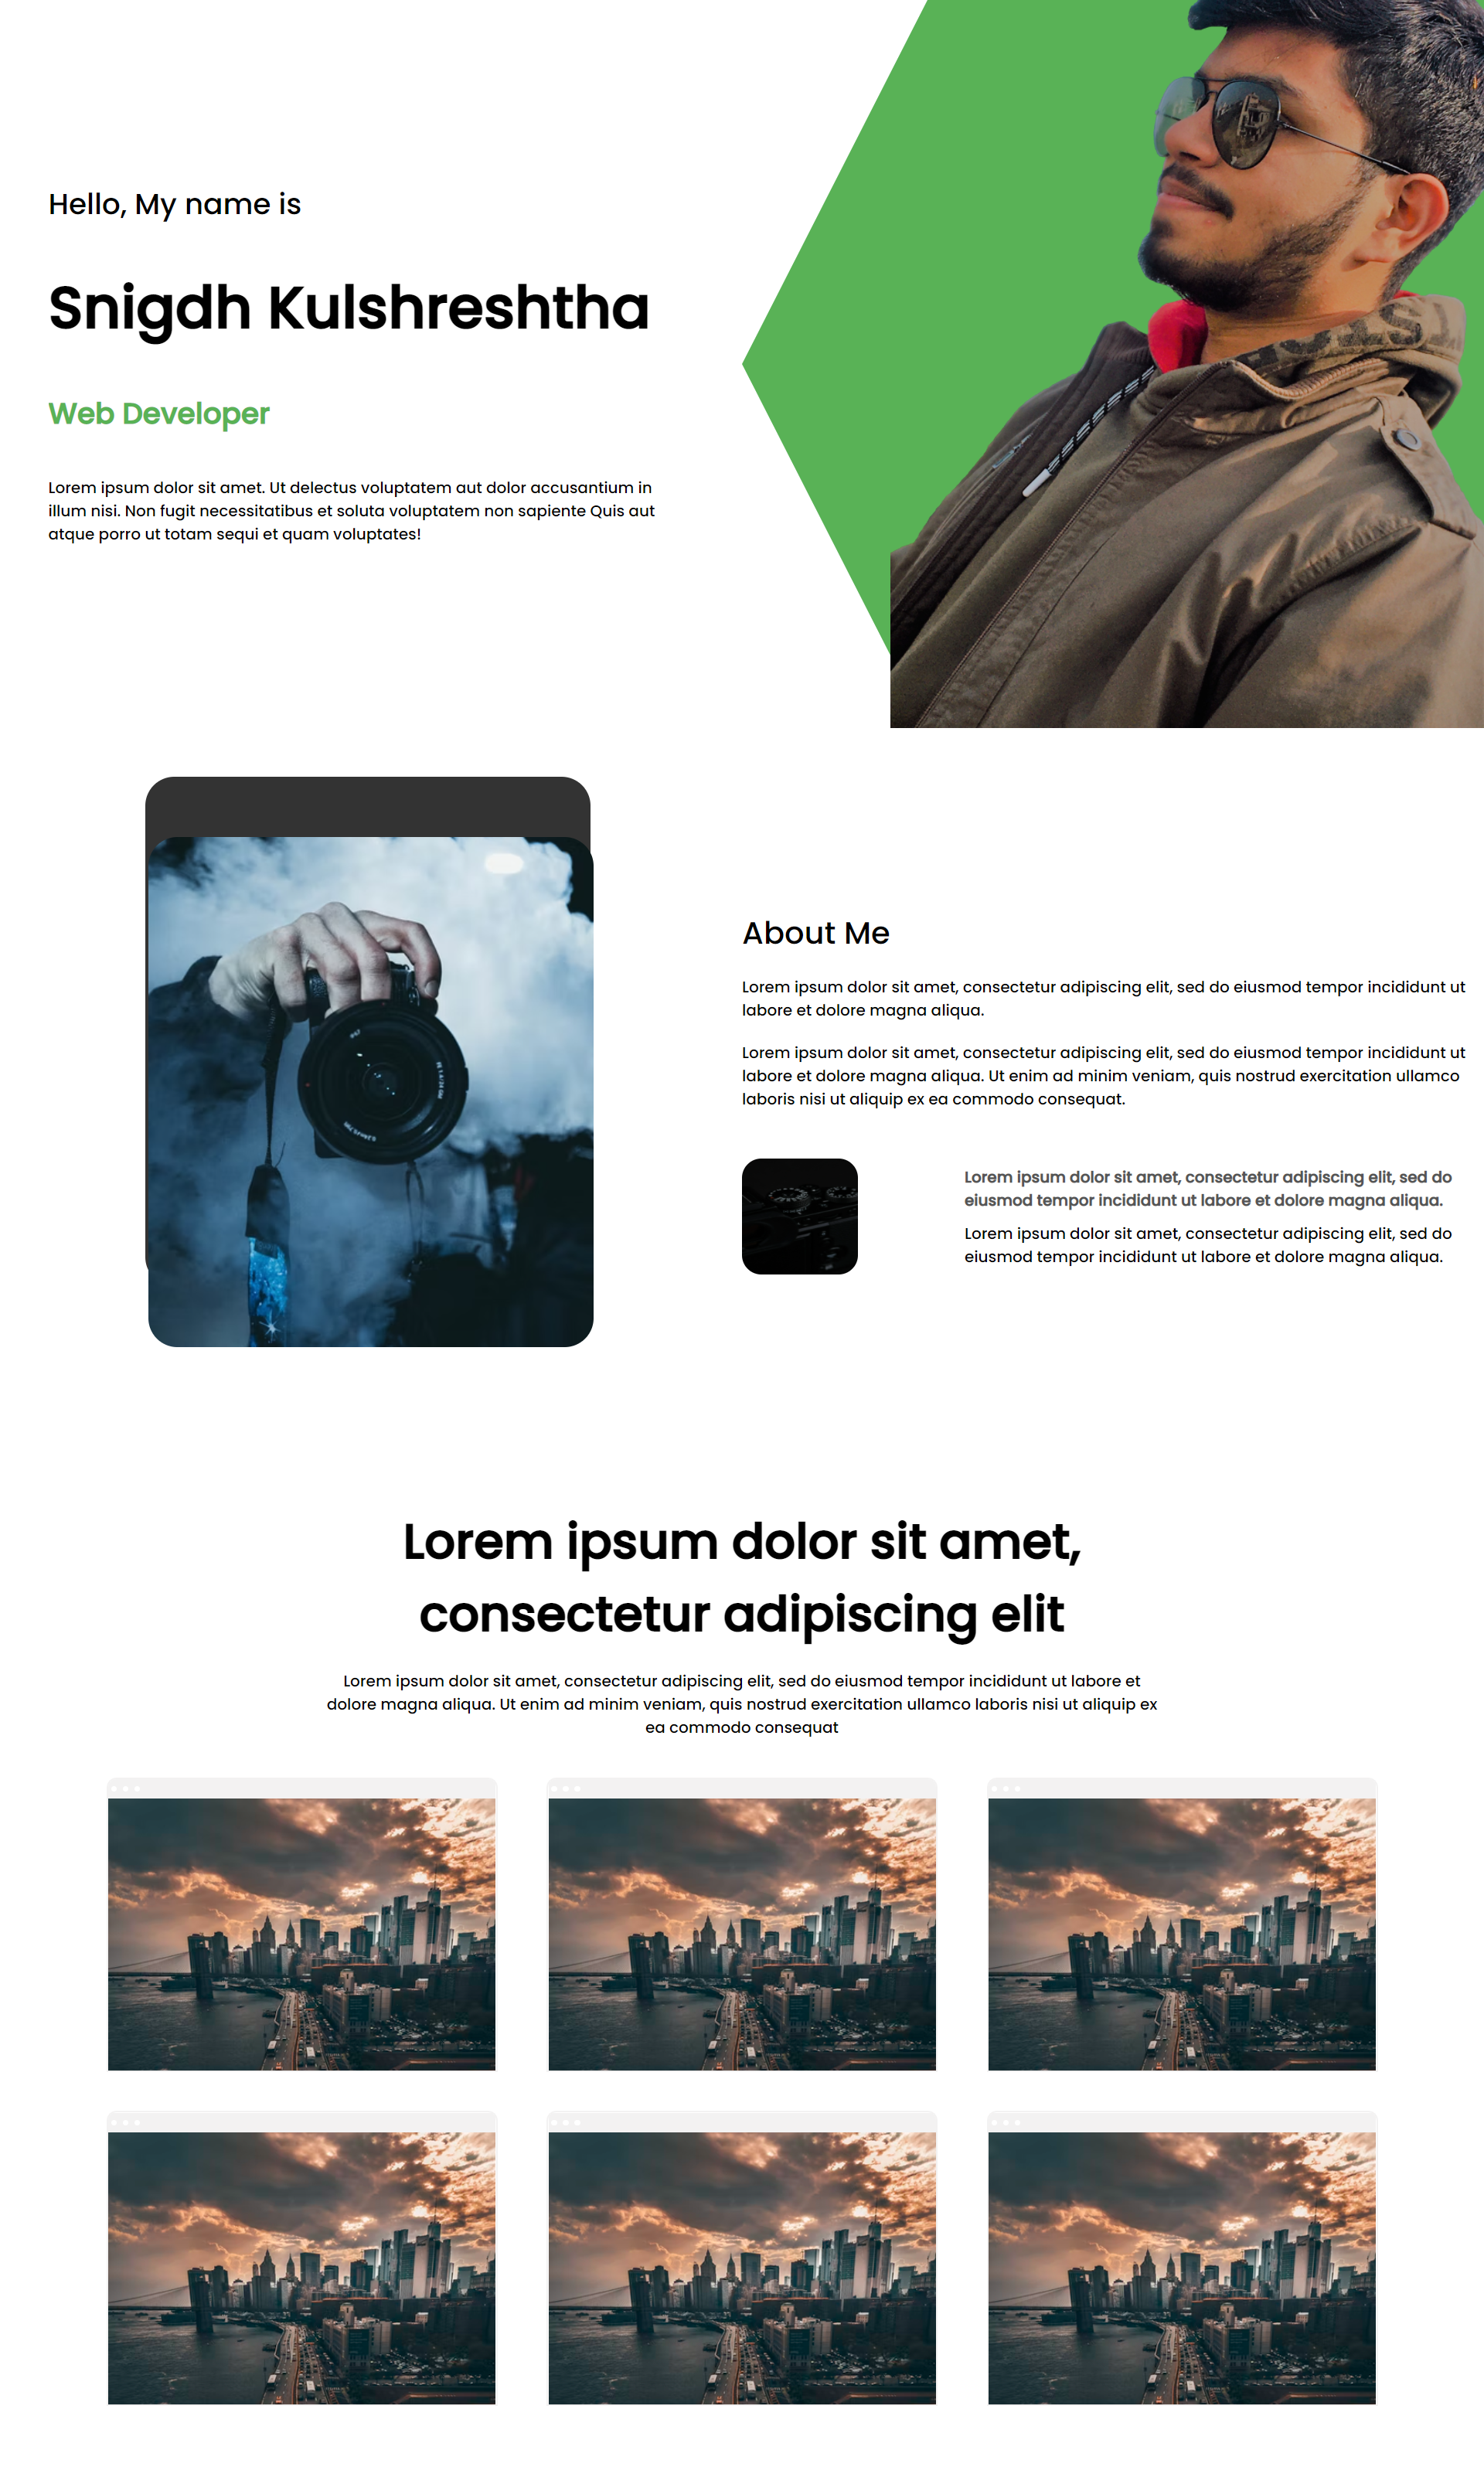 Hello, My name is
Snigdh Kulshreshtha
Web Developer
Lorem ipsum dolor sit amet. Ut delectus voluptatem aut dolor accusantium in
illum nisi. Non fugit necessitatibus et soluta voluptatem non sapiente Quis aut
atque porro ut totam sequi et quam voluptates!
About Me
Lorem ipsum dolor sit amet, consectetur adipiscing elit, sed do eiusmod tempor incididunt ut
labore et dolore magna aliqua.
Lorem ipsum dolor sit amet, consectetur adipiscing elit, sed do eiusmod tempor incididunt ut
labore et dolore magna aliqua. Ut enim ad minim veniam, quis nostrud exercitation ullamco
laboris nisi ut aliquip ex ea commodo consequat.
Lorem ipsum dolor sit amet, consectetur adipiscing elit, sed do
eiusmod tempor incididunt ut labore et dolore magna aliqua.
Lorem ipsum dolor sit amet, consectetur adipiscing elit, sed do
eiusmod tempor incididunt ut labore et dolore magna aliqua.
Lorem ipsum dolor sit amet,
consectetur adipiscing elit
Lorem ipsum dolor sit amet, consectetur adipiscing elit, sed do eiusmod tempor incididunt ut labore et
dolore magna aliqua. Ut enim ad minim veniam, quis nostrud exercitation ullamco laboris nisi ut aliquip ex
ea commodo consequat